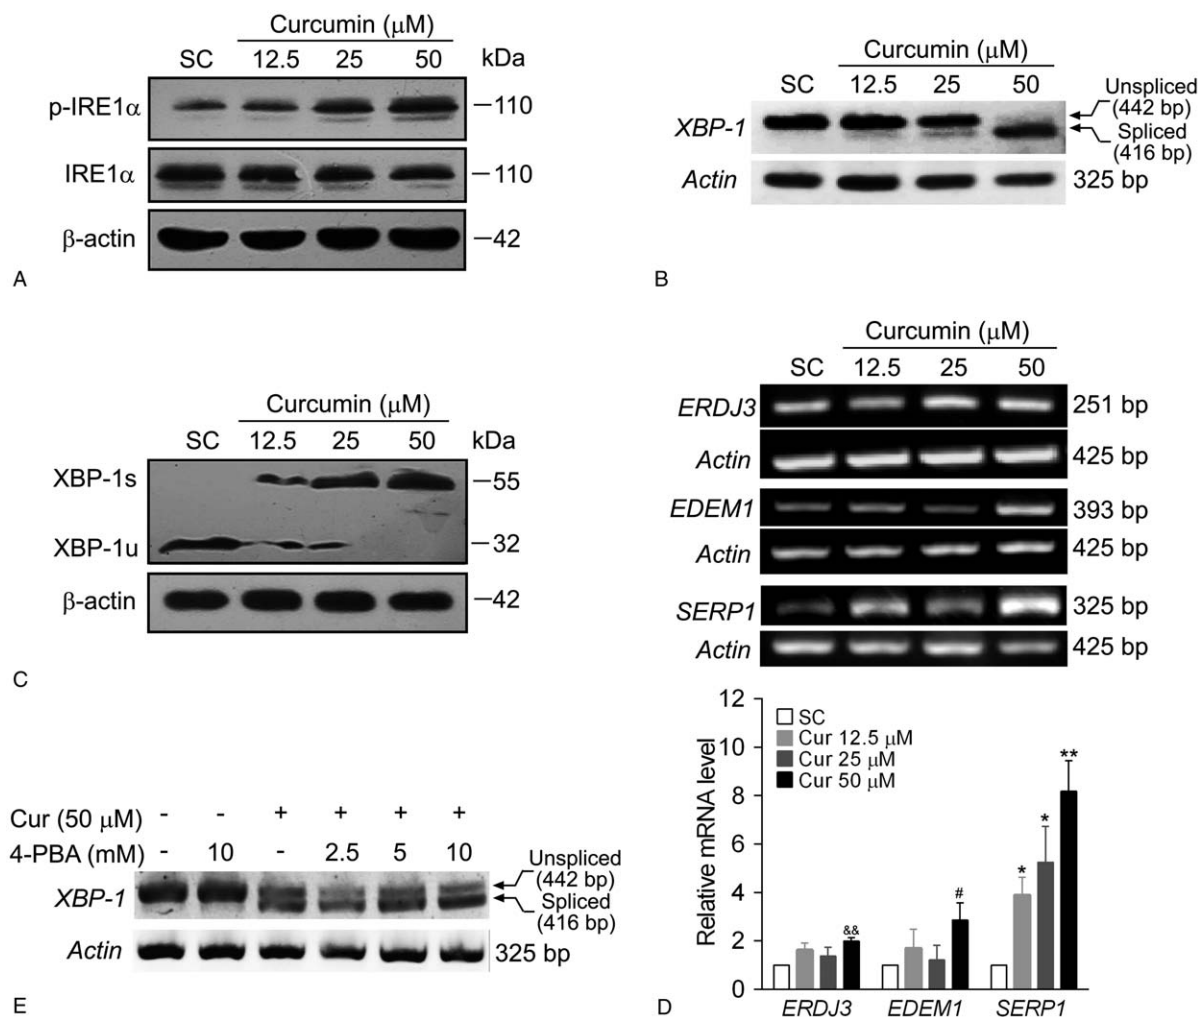 Curcumin (μM)
SC 12.5 25 50 kDa
p-IRE1α 110
IRE1α 110
β-actin 42
A
Curcumin (μM)
SC 12.5 25 50
XBP-1
Unspliced
(442 bp)
Spliced
(416 bp)
Actin 325 bp
B
Curcumin (μM)
SC 12.5 25 50 kDa
XBP-1s 55
XBP-1u 32
β-actin 42
C
Curcumin (μM)
SC 12.5 25 50
ERDJ3 251 bp
Actin 425 bp
EDEM1 393 bp
Actin 425 bp
SERP1 325 bp
Actin 425 bp
Relative mRNA level
12
10
8
6
4
2
0
SC
Cur 12.5 μM
Cur 25 μM
Cur 50 μM
&&
#
*
*
**
ERDJ3 EDEM1 SERP1
D
Cur (50 μM) - - + + + +
4-PBA (mM) - 10 - 2.5 5 10
XBP-1
Unspliced
(442 bp)
Spliced
(416 bp)
Actin 325 bp
E